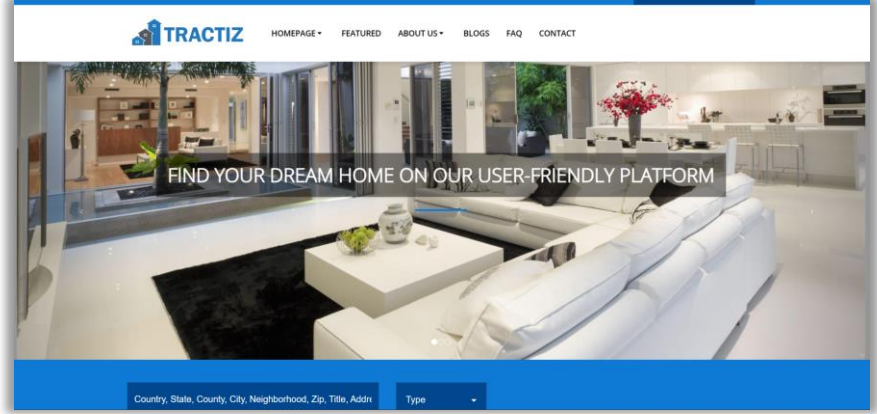 TRACTIZ
HOMEPAGE
FEATURED
ABOUT US
BLOGS
FAQ
CONTACT
FIND YOUR DREAM HOME ON OUR USER-FRIENDLY PLATFORM
Country, State, County, City, Neighborhood, Zip, Title, Addre
Type